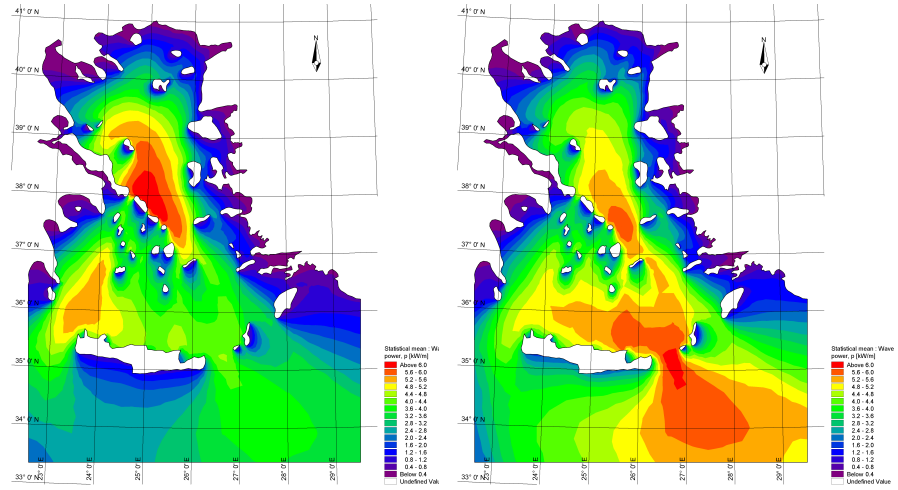 41° 0' N
40° 0' N
39° 0' N
38° 0' N
37° 0' N
36° 0' N
35° 0' N
34° 0' N
33° 0' N
24° 0' E
25° 0' E
26° 0' E
27° 0' E
28° 0' E
29° 0' E
N
Statistical mean : Wa
power, p [kW/m]
Above 6.0
5.6 - 6.0
5.2 - 5.6
4.8 - 5.2
4.4 - 4.8
4.0 - 4.4
3.6 - 4.0
3.2 - 3.6
2.8 - 3.2
2.4 - 2.8
2.0 - 2.4
1.6 - 2.0
1.2 - 1.6
0.8 - 1.2
0.4 - 0.8
Below 0.4
Undefined Value
41° 0' N
40° 0' N
39° 0' N
38° 0' N
37° 0' N
36° 0' N
35° 0' N
34° 0' N
33° 0' N
24° 0' E
25° 0' E
26° 0' E
27° 0' E
28° 0' E
29° 0' E
N
Statistical mean : Wave
power, p [kW/m]
Above 6.0
5.6 - 6.0
5.2 - 5.6
4.8 - 5.2
4.4 - 4.8
4.0 - 4.4
3.6 - 4.0
3.2 - 3.6
2.8 - 3.2
2.4 - 2.8
2.0 - 2.4
1.6 - 2.0
1.2 - 1.6
0.8 - 1.2
0.4 - 0.8
Below 0.4
Undefined Value